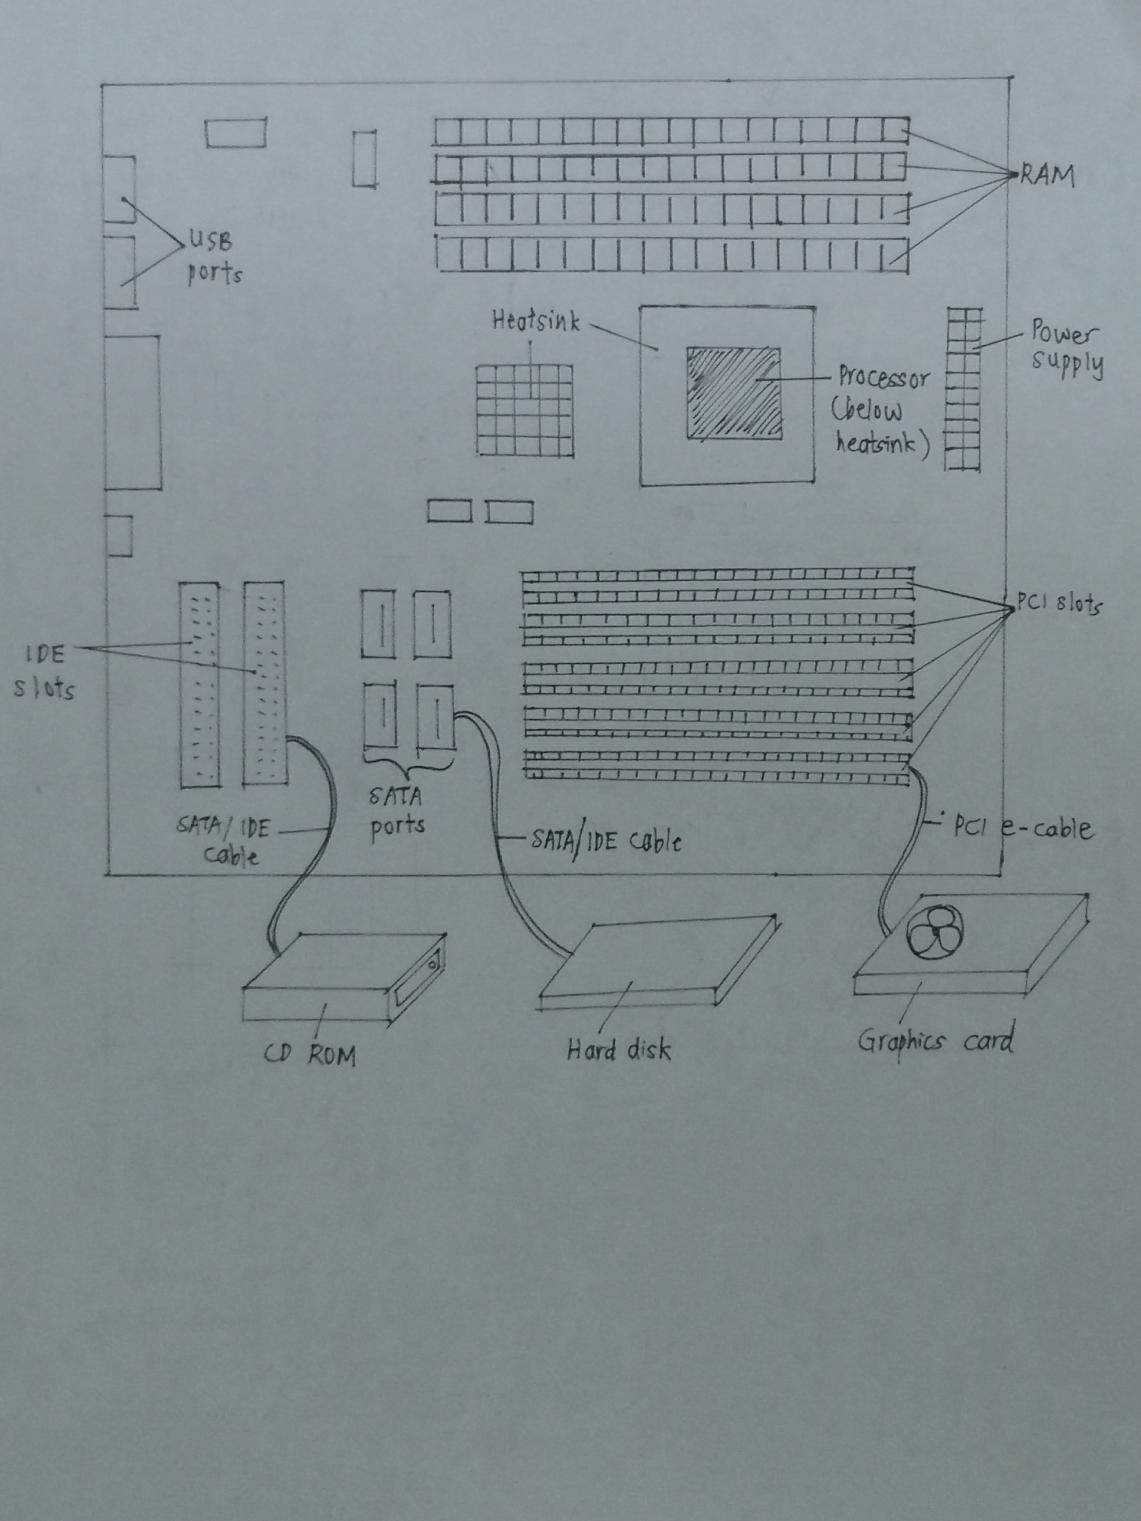 RAM
USB
ports
Heatsink
Power
supply
Processor
(below
heatsink)
PCI slots
IDE
slots
SATA
ports
SATA/IDE
cable
SATA/IDE cable
PCI e-cable
CD ROM
Hard disk
Graphics card